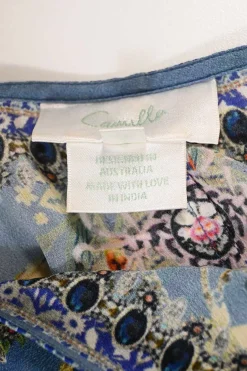 Camilla
DESIGNED IN
AUSTRALIA
MADE WITH LOVE
IN INDIA